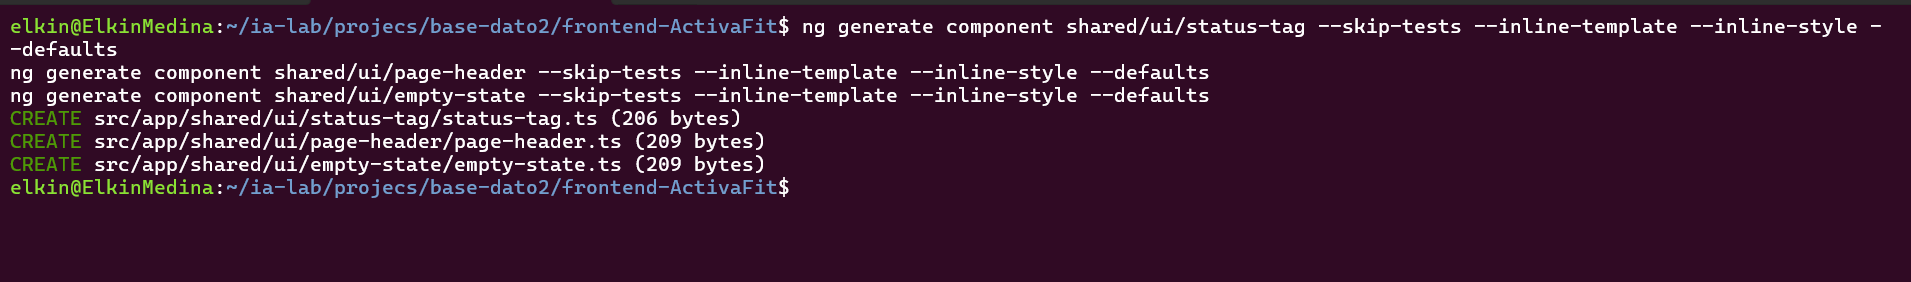 elkin@ElkinMedina:~/ia-lab/projecs/base-dato2/frontend-ActivaFit$ ng generate component shared/ui/status-tag --skip-tests --inline-template --inline-style -
-defaults
ng generate component shared/ui/page-header --skip-tests --inline-template --inline-style --defaults
ng generate component shared/ui/empty-state --skip-tests --inline-template --inline-style --defaults
CREATE src/app/shared/ui/status-tag/status-tag.ts (206 bytes)
CREATE src/app/shared/ui/page-header/page-header.ts (209 bytes)
CREATE src/app/shared/ui/empty-state/empty-state.ts (209 bytes)
elkin@ElkinMedina:~/ia-lab/projecs/base-dato2/frontend-ActivaFit$